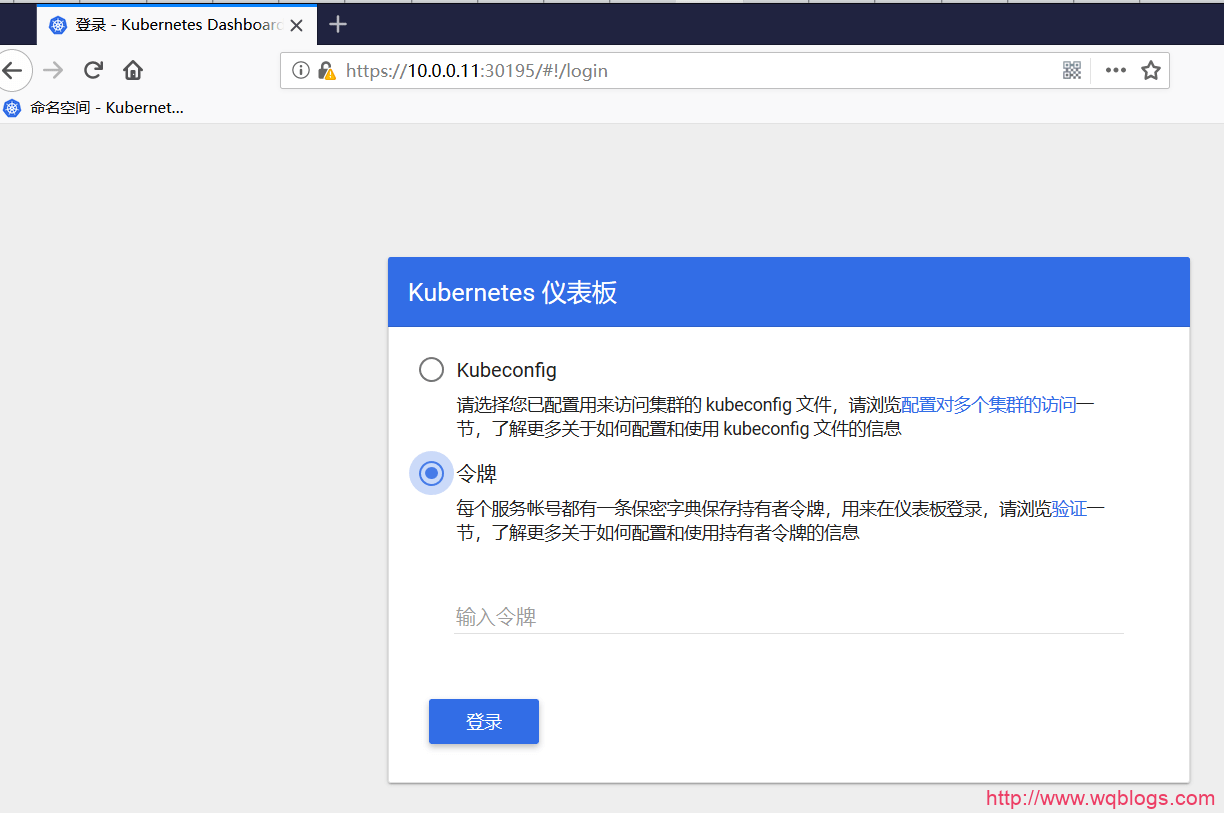 登录 - Kubernetes Dashboard
https://10.0.0.11:30195/#!/login
命名空间 - Kubernet...
Kubernetes 仪表板
Kubeconfig
请选择您已配置用来访问集群的 kubeconfig 文件，请浏览配置对多个集群的访问一
节，了解更多关于如何配置和使用 kubeconfig 文件的信息
令牌
每个服务帐号都有一条保密字典保存持有者令牌，用来在仪表板登录，请浏览验证一
节，了解更多关于如何配置和使用持有者令牌的信息
输入令牌
登录
http://www.wqblogs.com